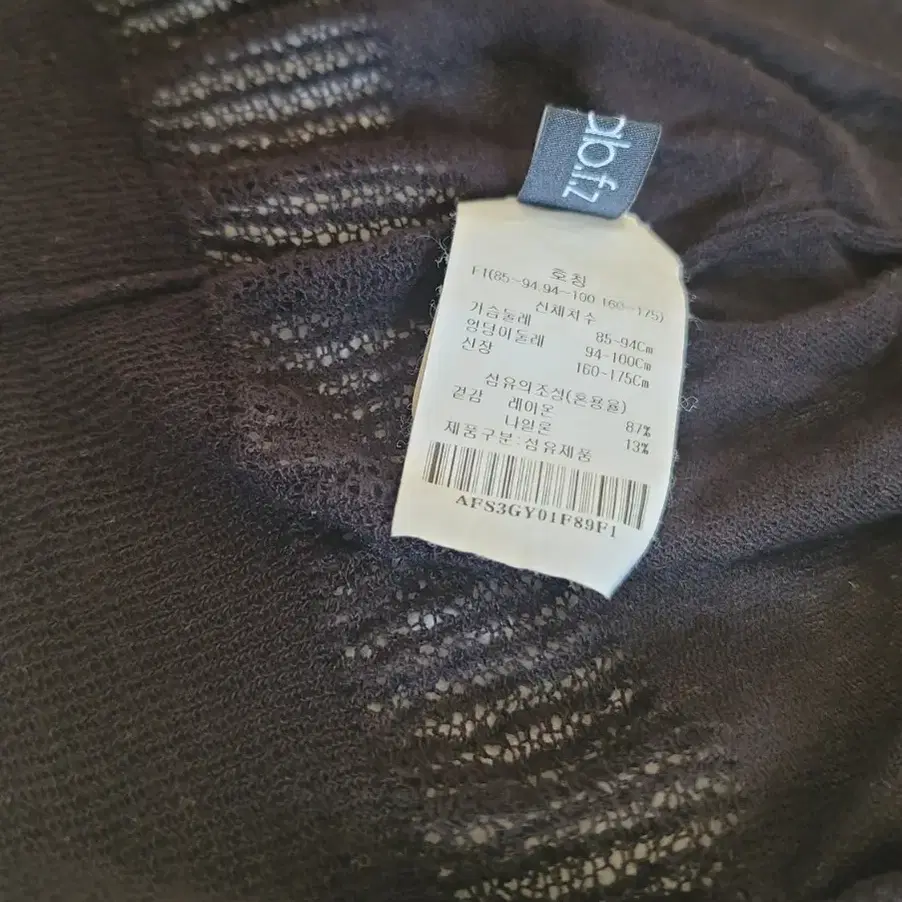 ab.f.z
호칭
F1(85~94.94~100 160~175)
신체치수
가슴둘레 85-94Cm
엉덩이둘레 94-100Cm
신장 160-175Cm
섬유의조성(혼용율)
겉감 레이온 87%
나일론 13%
제품구분:섬유제품
AFS3GY01F89F1